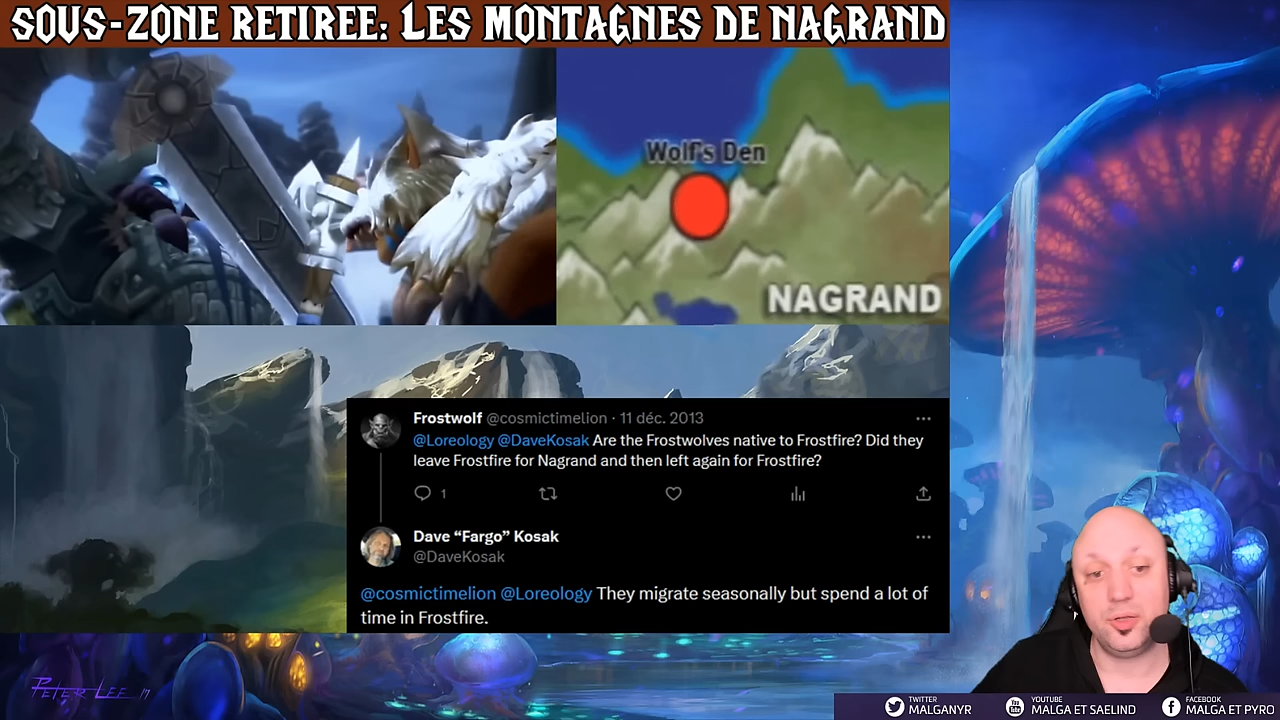 SOUS-ZONE RETIREE: LES MONTAGNES DE NAGRAND
Wolf's Den
NAGRAND
Frostwolf @cosmictimelion · 11 déc. 2013
@Loreology @DaveKosak Are the Frostwolves native to Frostfire? Did they
leave Frostfire for Nagrand and then left again for Frostfire?
1
Dave “Fargo” Kosak
@DaveKosak
@cosmictimelion @Loreology They migrate seasonally but spend a lot of
time in Frostfire.
PETER LEE 17
TWITTER
MALGANYR
YOUTUBE
MALGA ET SAELIND
FACEBOOK
MALGA ET PYRO